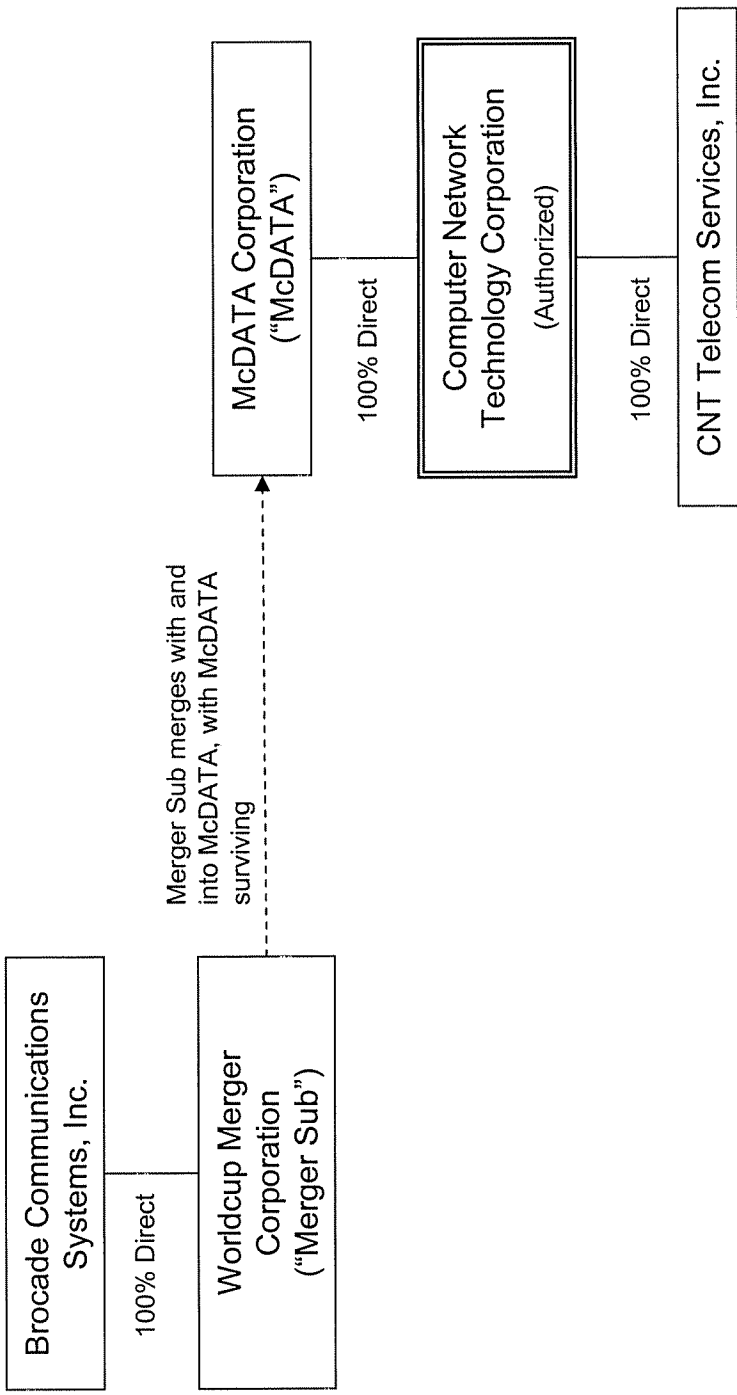 Brocade Communications
Systems, Inc.
100% Direct
Worldcup Merger
Corporation
(“Merger Sub”)
Merger Sub merges with and
into McDATA, with McDATA
surviving
McDATA Corporation
(“McDATA”)
100% Direct
Computer Network
Technology Corporation
(Authorized)
100% Direct
CNT Telecom Services, Inc.